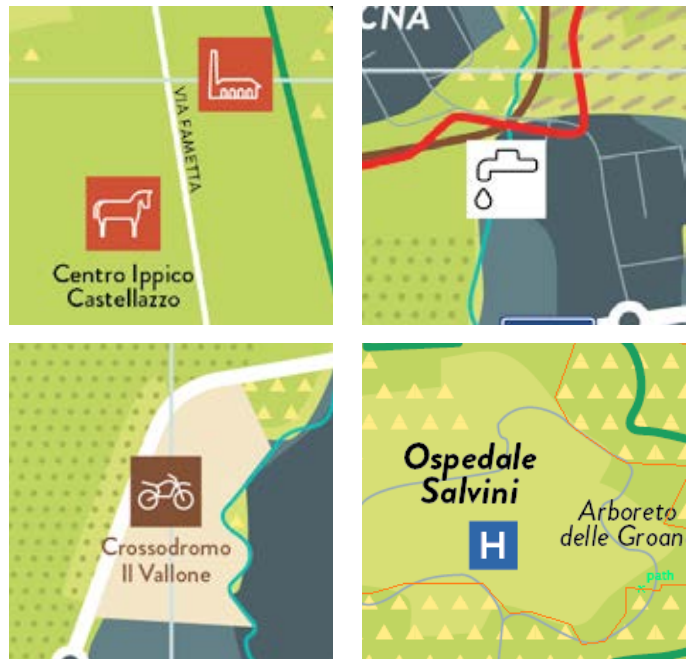 CNA
VIA FAMETTA
Centro Ippico
Castellazzo
Ospedale
Salvini
H
Arboreto
delle Groan
path
Crossodromo
Il Vallone